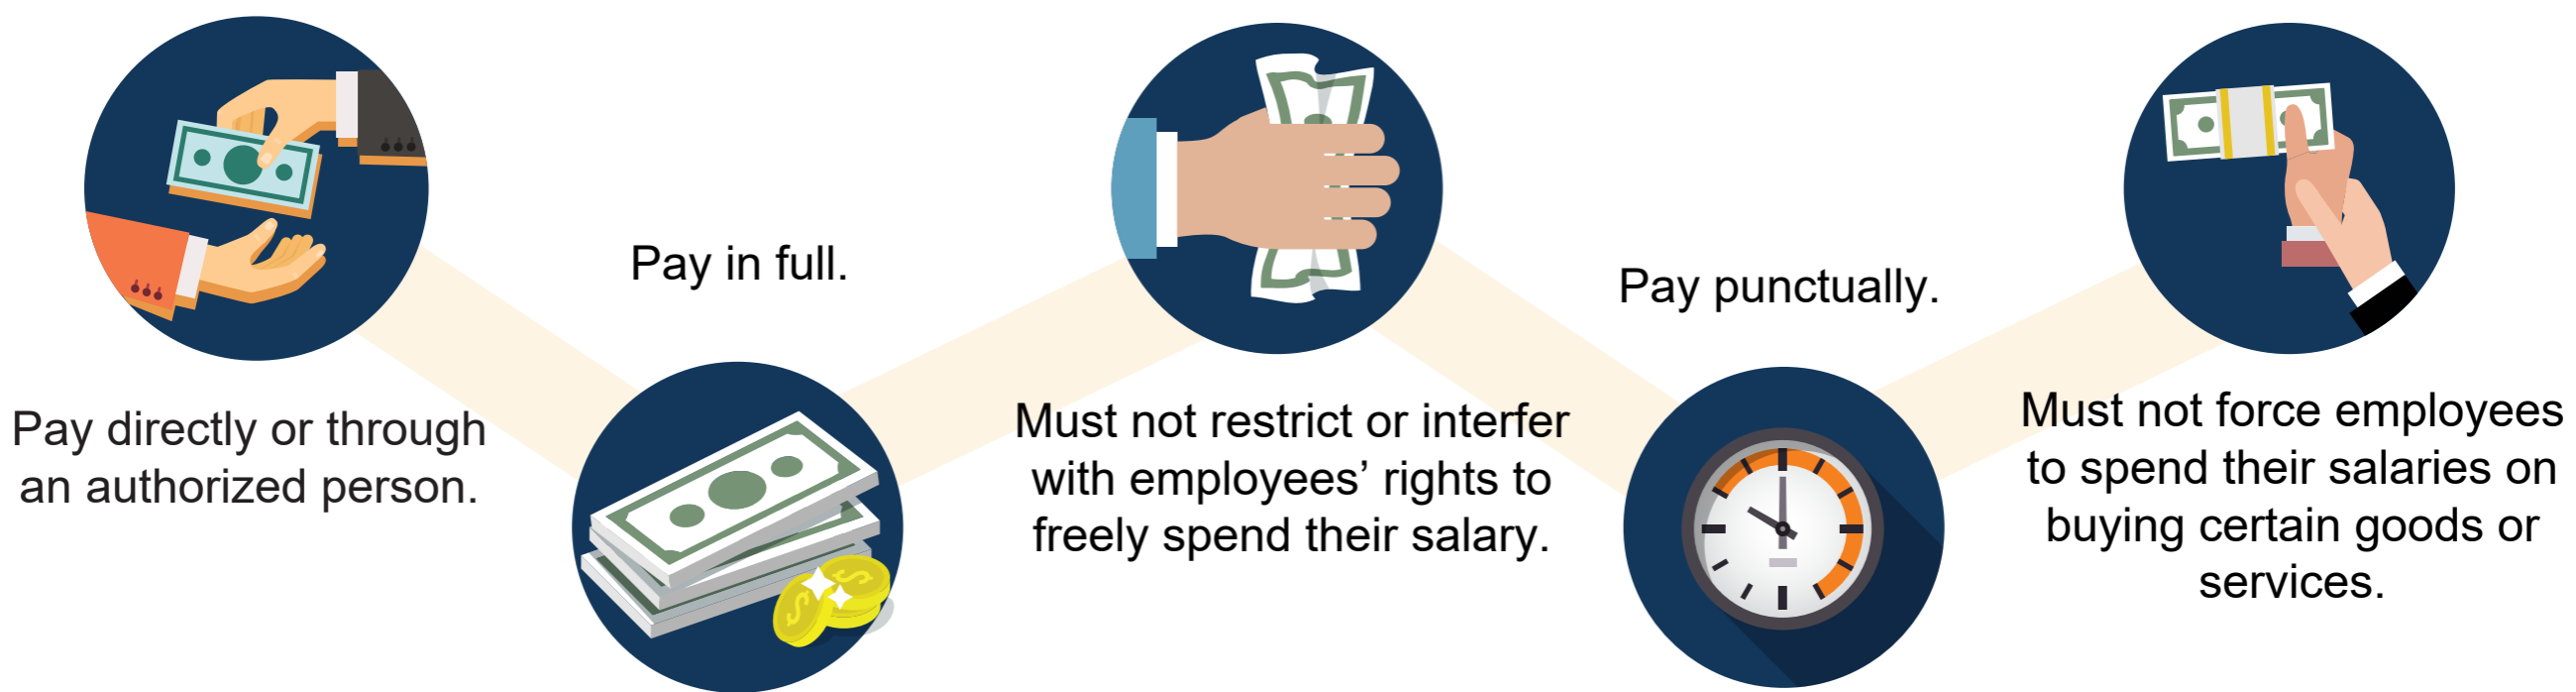 Pay directly or through
an authorized person.
Pay in full.
Must not restrict or interfer
with employees’ rights to
freely spend their salary.
Pay punctually.
Must not force employees
to spend their salaries on
buying certain goods or
services.